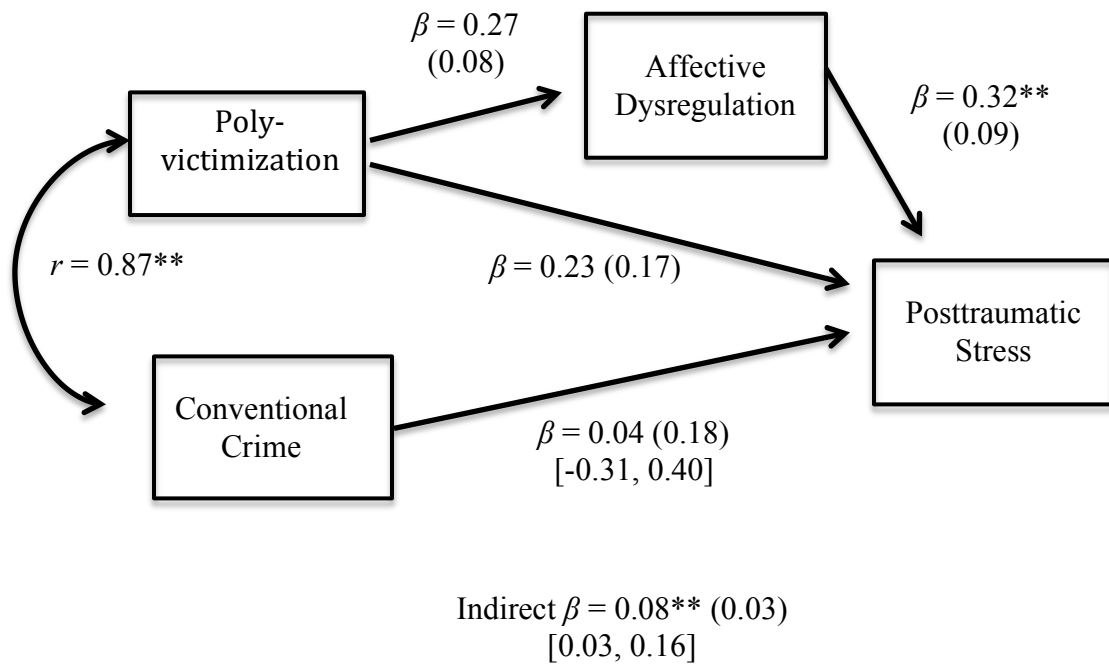 β = 0.27
(0.08)
Affective
Dysregulation
β = 0.32**
(0.09)
Poly-
victimization
r = 0.87**
β = 0.23 (0.17)
Posttraumatic
Stress
Conventional
Crime
β = 0.04 (0.18)
[-0.31, 0.40]
Indirect β = 0.08** (0.03)
[0.03, 0.16]